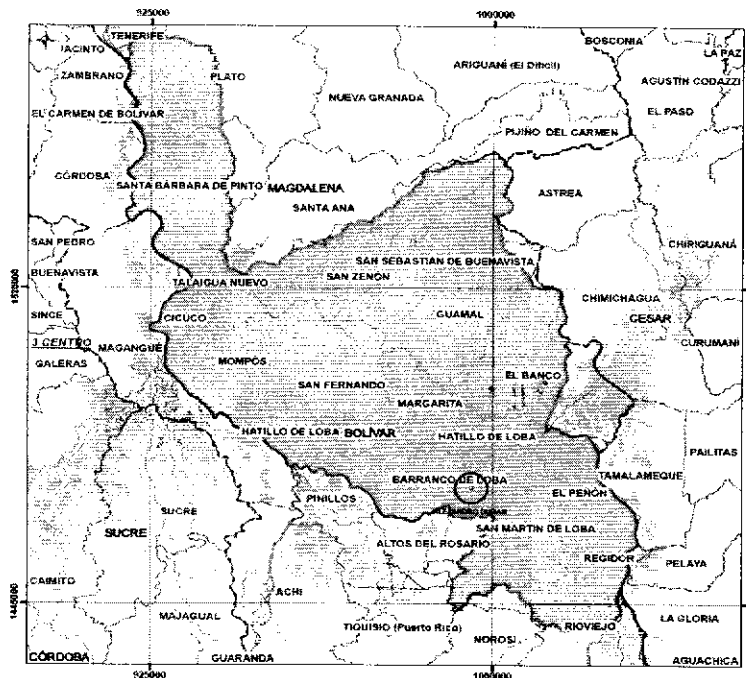 925000 1000000
TENERIFE
JACINTO
BOSCONIA
LA PAZ
ZAMBRANO
PLATO
ARIGUANÍ (El Difícil)
AGUSTÍN CODAZZI
NUEVA GRANADA
EL CARMEN DE BOLÍVAR
EL PASO
PIJIÑO DEL CARMEN
CÓRDOBA
SANTA BÁRBARA DE PINTO
MAGDALENA
ASTREA
SANTA ANA
SAN PEDRO
CHIRIGUANÁ
SAN SEBASTIÁN DE BUENAVISTA
BUENAVISTA
TALAIGUA NUEVO
SAN ZENÓN
CHIMICHAGUA
SINCE
CICUCO
GUAMAL
CESAR
CURUMANÍ
MAGANGUÉ
GALERAS
MOMPÓS
SAN FERNANDO
EL BANCO
MARGARITA
HATILLO DE LOBA
BOLÍVAR
HATILLO DE LOBA
PAILITAS
BARRANCO DE LOBA
TAMALAMEQUE
PINILLOS
EL PEÑÓN
SUCRE
SUCRE
SAN MARTIN DE LOBA
ALTOS DEL ROSARIO
REGIDOR
PELAYA
CAIMITO
ACHÍ
1445000
MAJAGUAL
TIQUISIO (Puerto Rico)
RIOVIEJO
LA GLORIA
NOROSÍ
CÓRDOBA
GUARANDA
AGUACHICA
925000 1000000